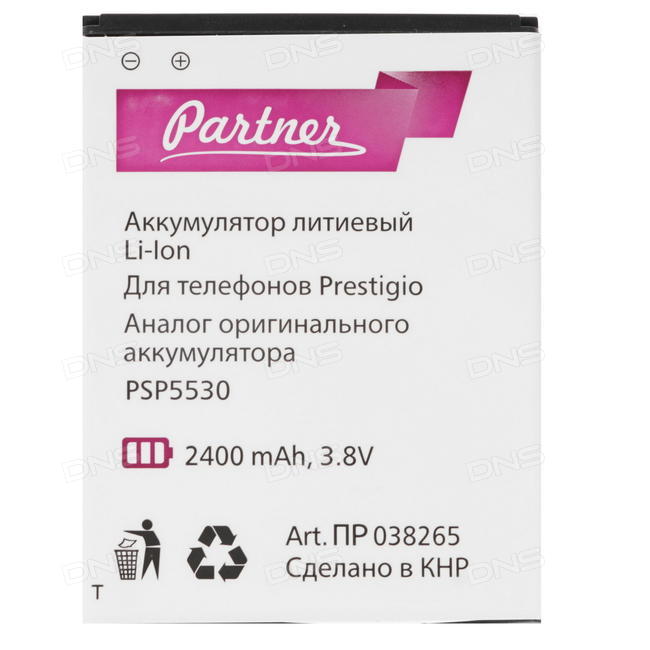 Partner
Аккумулятор литиевый
Li-Ion
Для телефонов Prestigio
Аналог оригинального
аккумулятора
PSP5530
2400 mAh, 3.8V
Art. ПР 038265
Сделано в КНР
T
DNS